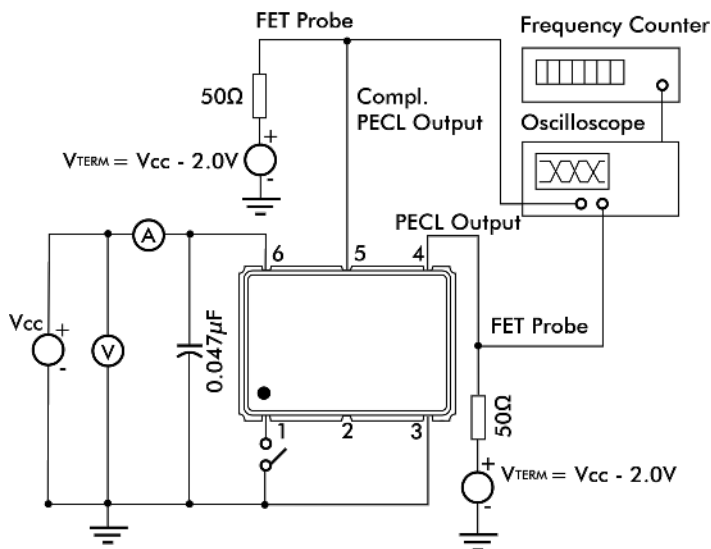 FET Probe
Frequency Counter
50Ω
Compl.
PECL Output
Oscilloscope
+
VTERM = Vcc - 2.0V
-
PECL Output
A
6
5
4
Vcc
+
-
V
0.047µF
FET Probe
1
2
3
50Ω
+
VTERM = Vcc - 2.0V
-